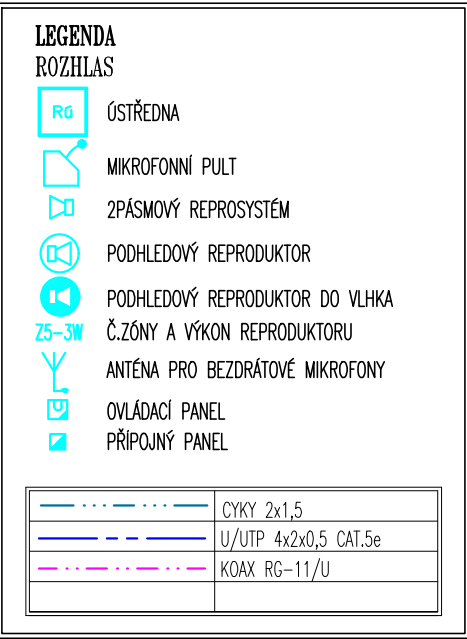 LEGENDA
ROZHLAS
RG ÚSTŘEDNA
MIKROFONNÍ PULT
2PÁSMOVÝ REPROSYSTÉM
PODHLEDOVÝ REPRODUKTOR
PODHLEDOVÝ REPRODUKTOR DO VLHKA
Z5-3W Č.ZÓNY A VÝKON REPRODUKTORU
ANTÉNA PRO BEZDRÁTOVÉ MIKROFONY
OVLÁDACÍ PANEL
PŘÍPOJNÝ PANEL
CYKY 2x1,5
U/UTP 4x2x0,5 CAT.5e
KOAX RG-11/U